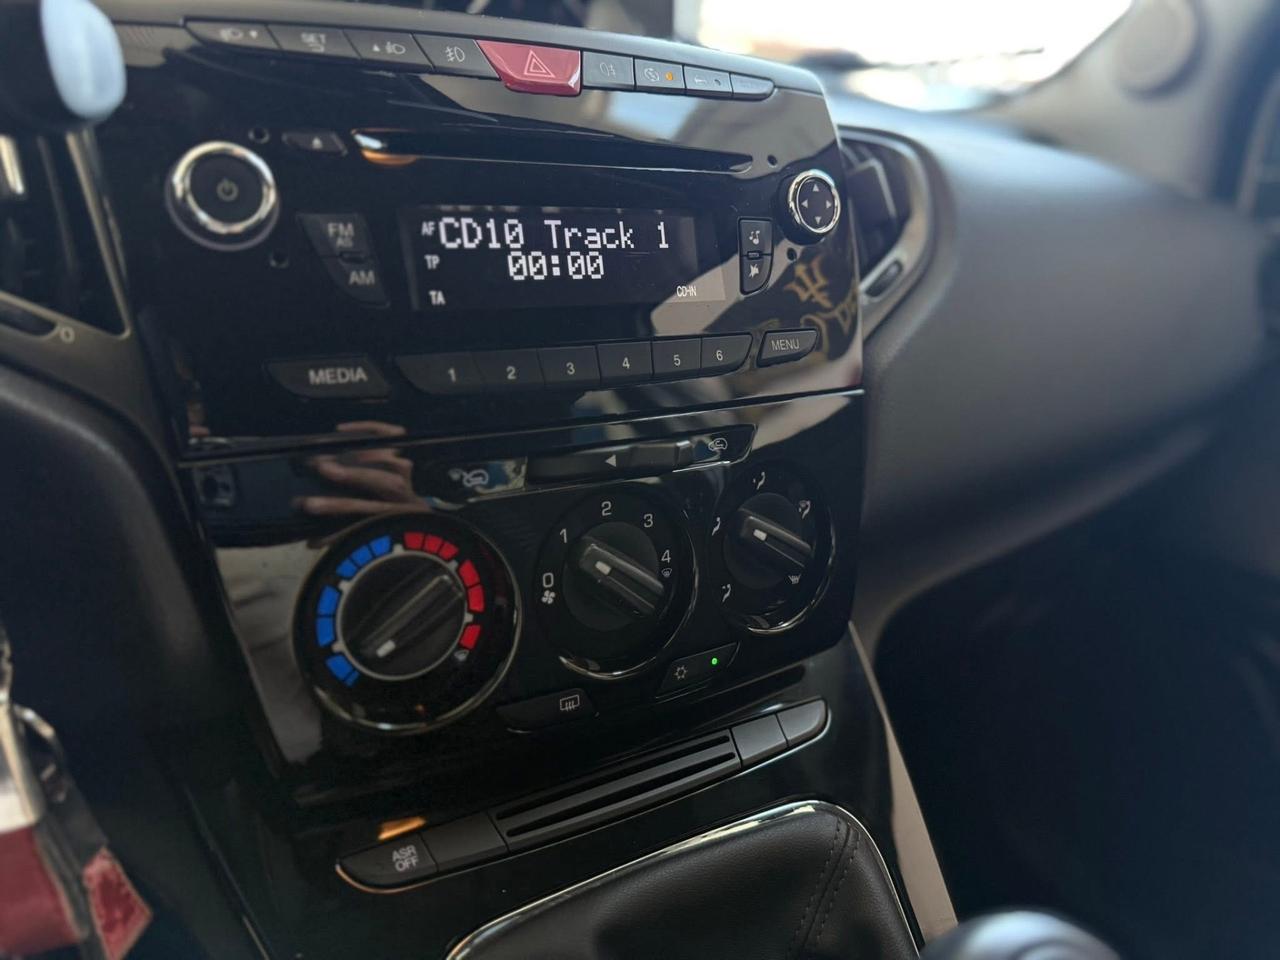 SET
FM
AS
AM
AF CD10 Track 1
TP 00:00
TA
CD-IN
MEDIA
1 2 3 4 5 6
MENU
0 1 2 3 4
0
ASR
OFF